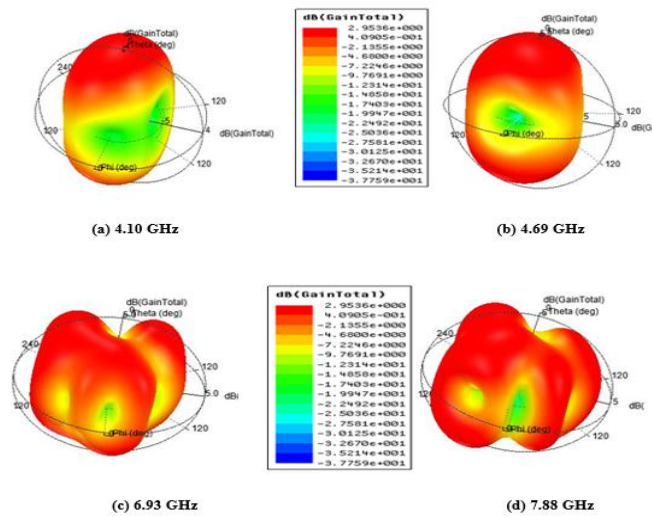 dB(GainTotal)
Theta (deg)
240
120
120
-5
4
dB(GainTotal)
120
Phi (deg)
(a) 4.10 GHz
dB(GainTotal)
2.9536e+000
4.0905e-001
-2.1355e+000
-4.6800e+000
-7.2246e+000
-9.7691e+000
-1.2314e+001
-1.4858e+001
-1.7403e+001
-1.9947e+001
-2.2492e+001
-2.5036e+001
-2.7581e+001
-3.0125e+001
-3.2670e+001
-3.5214e+001
-3.7759e+001
dB(GainTotal)
Theta (deg)
120
5
5.0
dB(G
Phi (deg)
120
(b) 4.69 GHz
dB(GainTotal)
Theta (deg)
240
120
5.0
dB(
120
Phi (deg)
(c) 6.93 GHz
dB(GainTotal)
2.9536e+000
4.0905e-001
-2.1355e+000
-4.6800e+000
-7.2246e+000
-9.7691e+000
-1.2314e+001
-1.4858e+001
-1.7403e+001
-1.9947e+001
-2.2492e+001
-2.5036e+001
-2.7581e+001
-3.0125e+001
-3.2670e+001
-3.5214e+001
-3.7759e+001
dB(GainTotal)
Theta (deg)
240
120
5.0
dB(
120
Phi (deg)
(d) 7.88 GHz